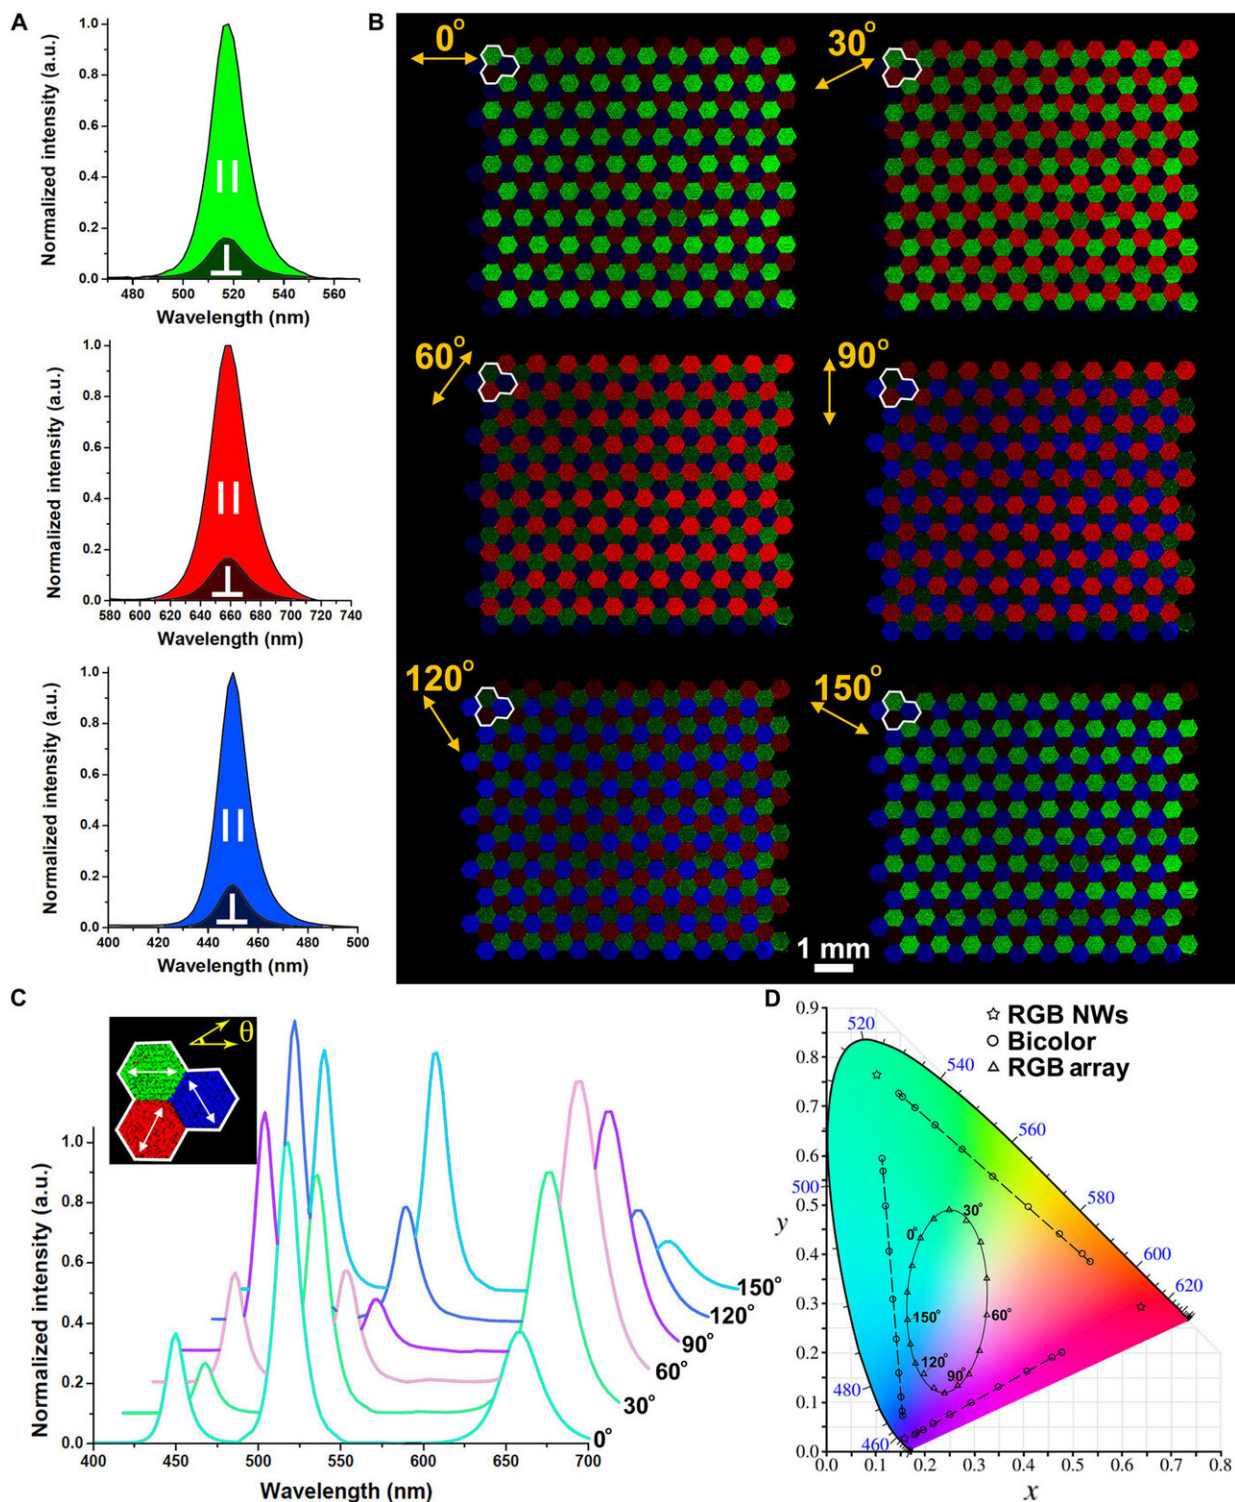 A
Normalized intensity (a.u.)
1.0
0.8
0.6
0.4
0.2
0.0
||
⊥
480 500 520 540 560
Wavelength (nm)
Normalized intensity (a.u.)
1.0
0.8
0.6
0.4
0.2
0.0
||
⊥
580 600 620 640 660 680 700 720 740
Wavelength (nm)
Normalized intensity (a.u.)
1.0
0.8
0.6
0.4
0.2
0.0
||
⊥
400 420 440 460 480 500
Wavelength (nm)
B
0°
30°
60°
90°
120°
150°
1 mm
C
θ
Normalized intensity (a.u.)
1.0
0.8
0.6
0.4
0.2
0.0
400 450 500 550 600 650 700
Wavelength (nm)
150°
120°
90°
60°
30°
0°
D
RGB NWs
Bicolor
RGB array
y
0.9
0.8
0.7
0.6
0.5
0.4
0.3
0.2
0.1
0.0
520
540
560
580
600
620
500
480
460
30°
0°
60°
150°
120°
90°
0.0 0.1 0.2 0.3 0.4 0.5 0.6 0.7 0.8
x